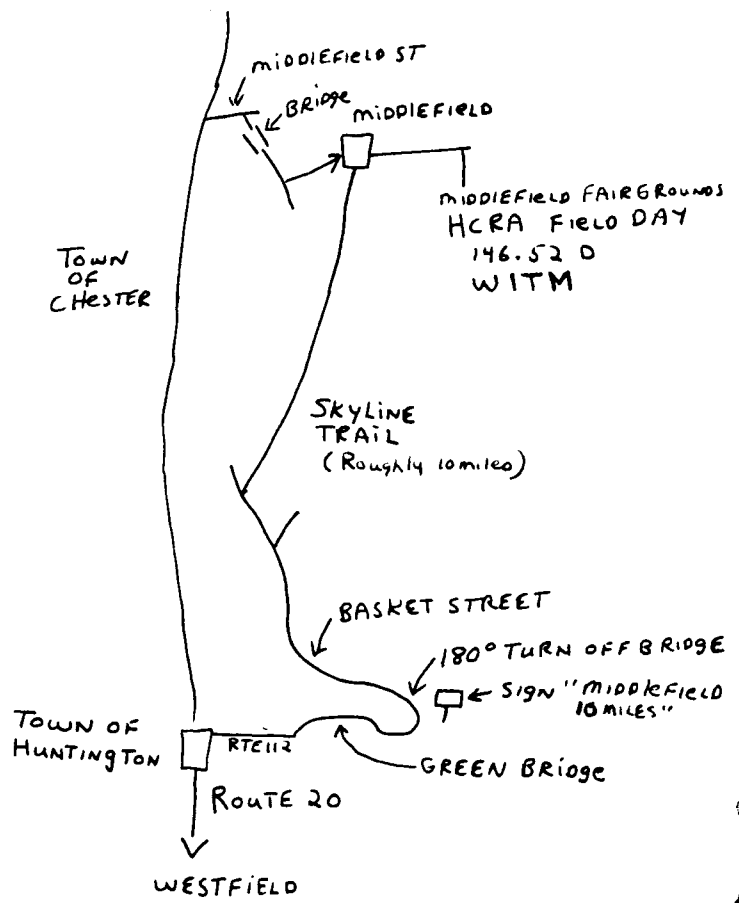 MIDDLEFIELD ST
BRIDGE
MIDDLEFIELD
MIDDLEFIELD FAIRGROUNDS
HCRA FIELD DAY
146.52 D
W1TM
TOWN
OF
CHESTER
SKYLINE
TRAIL
(Roughly 10 miles)
BASKET STREET
180° TURN OFF BRIDGE
SIGN "MIDDLEFIELD
10 MILES"
TOWN OF
HUNTINGTON
RTE 112
GREEN BRIDGE
ROUTE 20
WESTFIELD